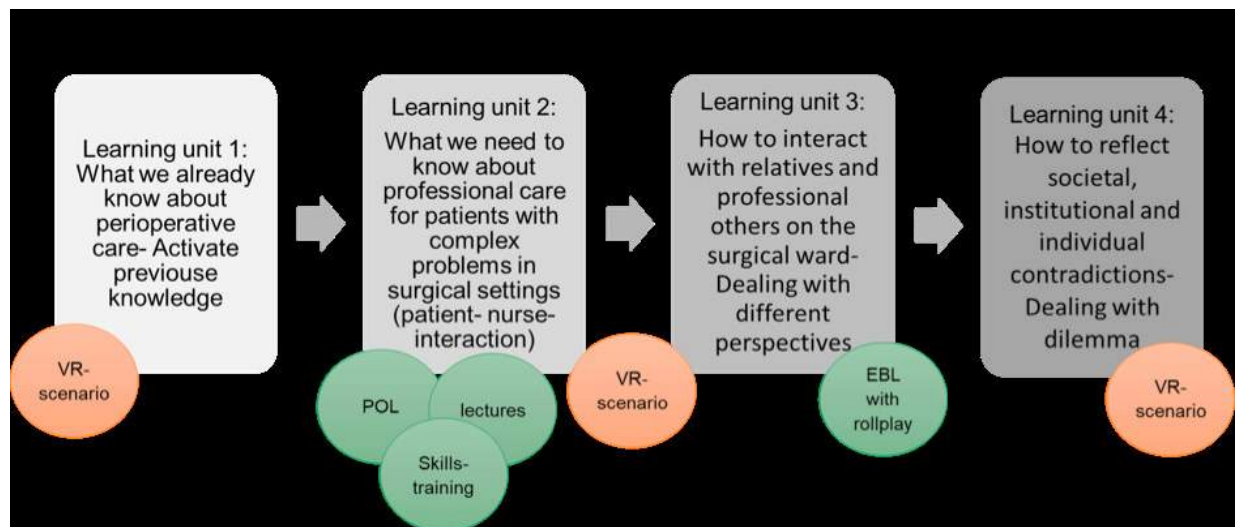 Learning unit 1:
What we already
know about
perioperative
care- Activate
previouse
knowledge
VR-
scenario
Learning unit 2:
What we need to
know about
professional care
for patients with
complex
problems in
surgical settings
(patient- nurse-
interaction)
POL
lectures
Skills-
training
Learning unit 3:
How to interact
with relatives and
professional
others on the
surgical ward-
Dealing with
different
perspectives
VR-
scenario
EBL
with
rollplay
Learning unit 4:
How to reflect
societal,
institutional and
individual
contradictions-
Dealing with
dilemma
VR-
scenario